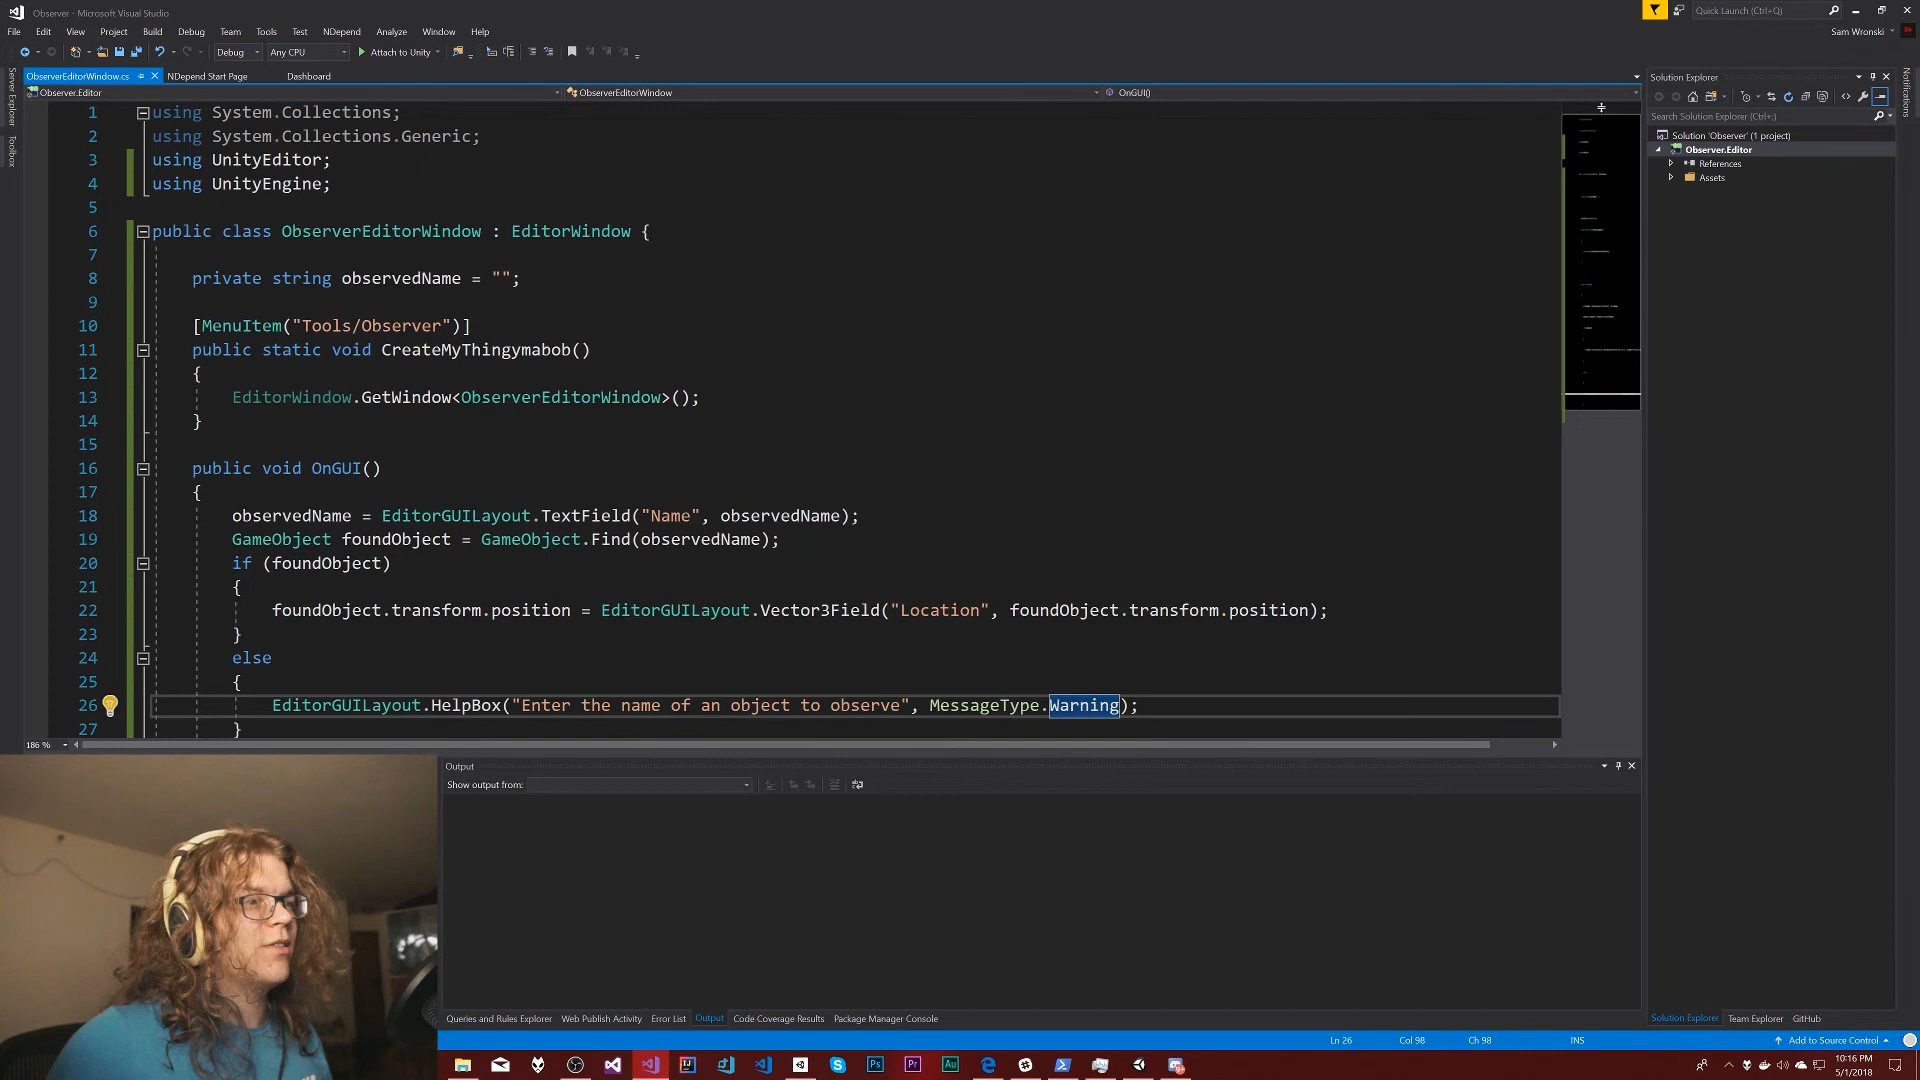 Observer - Microsoft Visual Studio
Quick Launch (Ctrl+Q)
File Edit View Project Build Debug Team Tools Test NDepend Analyze Window Help
Sam Wronski
Debug Any CPU Attach to Unity
Server Explorer
Toolbox
Notifications
ObserverEditorWindow.cs NDepend Start Page Dashboard
Observer.Editor ObserverEditorWindow OnGUI()
1 using System.Collections;
2 using System.Collections.Generic;
3 using UnityEditor;
4 using UnityEngine;
5
6 public class ObserverEditorWindow : EditorWindow {
7
8 private string observedName = "";
9
10 [MenuItem("Tools/Observer")]
11 public static void CreateMyThingymabob()
12 {
13 EditorWindow.GetWindow<ObserverEditorWindow>();
14 }
15
16 public void OnGUI()
17 {
18 observedName = EditorGUILayout.TextField("Name", observedName);
19 GameObject foundObject = GameObject.Find(observedName);
20 if (foundObject)
21 {
22 foundObject.transform.position = EditorGUILayout.Vector3Field("Location", foundObject.transform.position);
23 }
24 else
25 {
26 EditorGUILayout.HelpBox("Enter the name of an object to observe", MessageType.Warning);
27 }
186 %
Solution Explorer
Search Solution Explorer (Ctrl+;)
Solution 'Observer' (1 project)
Observer.Editor
References
Assets
Output
Show output from:
Queries and Rules Explorer Web Publish Activity Error List Output Code Coverage Results Package Manager Console
Solution Explorer Team Explorer GitHub
Ln 26 Col 98 Ch 98 INS Add to Source Control
Ps Pr Au
10:16 PM
5/1/2018